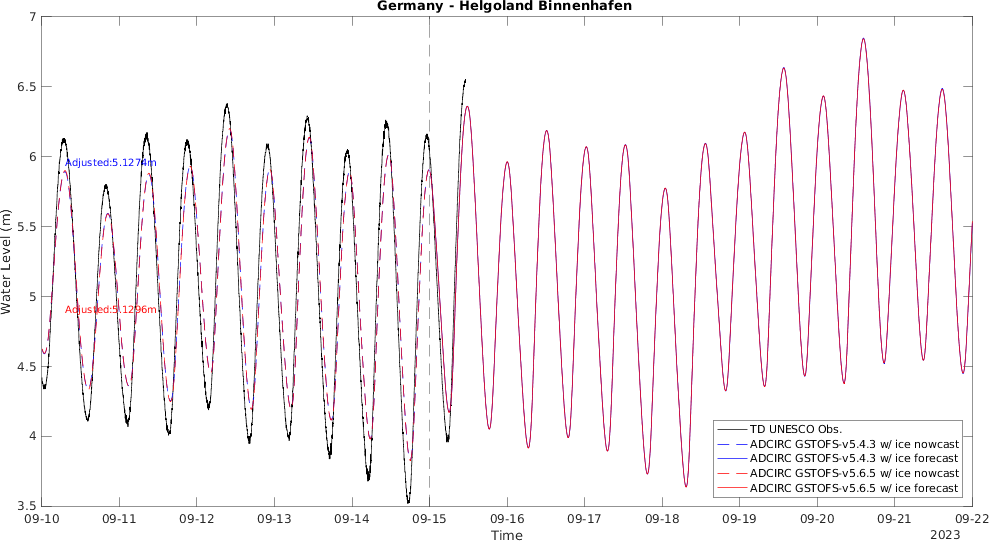 Germany - Helgoland Binnenhafen
7
6.5
6
5.5
5
4.5
4
3.5
Water Level (m)
Adjusted:5.1274m
Adjusted:5.1296m
TD UNESCO Obs.
ADCIRC GSTOFS-v5.4.3 w/ ice nowcast
ADCIRC GSTOFS-v5.4.3 w/ ice forecast
ADCIRC GSTOFS-v5.6.5 w/ ice nowcast
ADCIRC GSTOFS-v5.6.5 w/ ice forecast
09-10 09-11 09-12 09-13 09-14 09-15 09-16 09-17 09-18 09-19 09-20 09-21 09-22
Time
2023